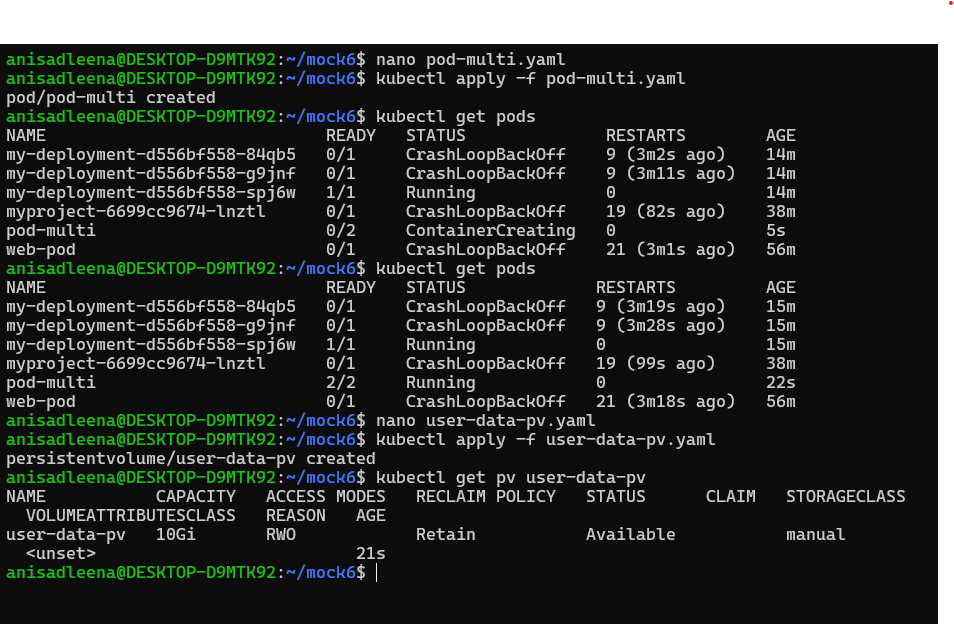 anisadleena@DESKTOP-D9MTK92:~/mock6$ nano pod-multi.yaml
anisadleena@DESKTOP-D9MTK92:~/mock6$ kubectl apply -f pod-multi.yaml
pod/pod-multi created
anisadleena@DESKTOP-D9MTK92:~/mock6$ kubectl get pods
NAME                            READY   STATUS              RESTARTS        AGE
my-deployment-d556bf558-84qb5   0/1     CrashLoopBackOff    9 (3m2s ago)    14m
my-deployment-d556bf558-g9jnf   0/1     CrashLoopBackOff    9 (3m11s ago)   14m
my-deployment-d556bf558-spj6w   1/1     Running             0               14m
myproject-6699cc9674-lnztl      0/1     CrashLoopBackOff    19 (82s ago)    38m
pod-multi                       0/2     ContainerCreating   0               5s
web-pod                         0/1     CrashLoopBackOff    21 (3m1s ago)   56m
anisadleena@DESKTOP-D9MTK92:~/mock6$ kubectl get pods
NAME                            READY   STATUS             RESTARTS         AGE
my-deployment-d556bf558-84qb5   0/1     CrashLoopBackOff   9 (3m19s ago)    15m
my-deployment-d556bf558-g9jnf   0/1     CrashLoopBackOff   9 (3m28s ago)    15m
my-deployment-d556bf558-spj6w   1/1     Running            0                15m
myproject-6699cc9674-lnztl      0/1     CrashLoopBackOff   19 (99s ago)     38m
pod-multi                       2/2     Running            0                22s
web-pod                         0/1     CrashLoopBackOff   21 (3m18s ago)   56m
anisadleena@DESKTOP-D9MTK92:~/mock6$ nano user-data-pv.yaml
anisadleena@DESKTOP-D9MTK92:~/mock6$ kubectl apply -f user-data-pv.yaml
persistentvolume/user-data-pv created
anisadleena@DESKTOP-D9MTK92:~/mock6$ kubectl get pv user-data-pv
NAME           CAPACITY   ACCESS MODES   RECLAIM POLICY   STATUS      CLAIM   STORAGECLASS
  VOLUMEATTRIBUTESCLASS   REASON   AGE
user-data-pv   10Gi       RWO            Retain           Available           manual
  <unset>                          21s
anisadleena@DESKTOP-D9MTK92:~/mock6$